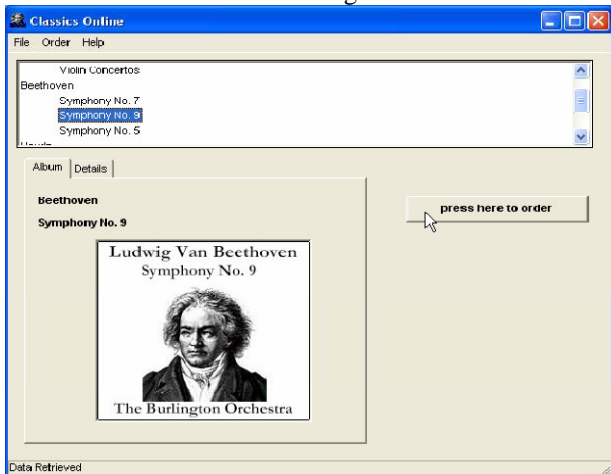 Classics Online
File Order Help
Violin Concertos
Beethoven
Symphony No. 7
Symphony No. 9
Symphony No. 5
Album Details
Beethoven
Symphony No. 9
press here to order
Ludwig Van Beethoven
Symphony No. 9
The Burlington Orchestra
Data Retrieved